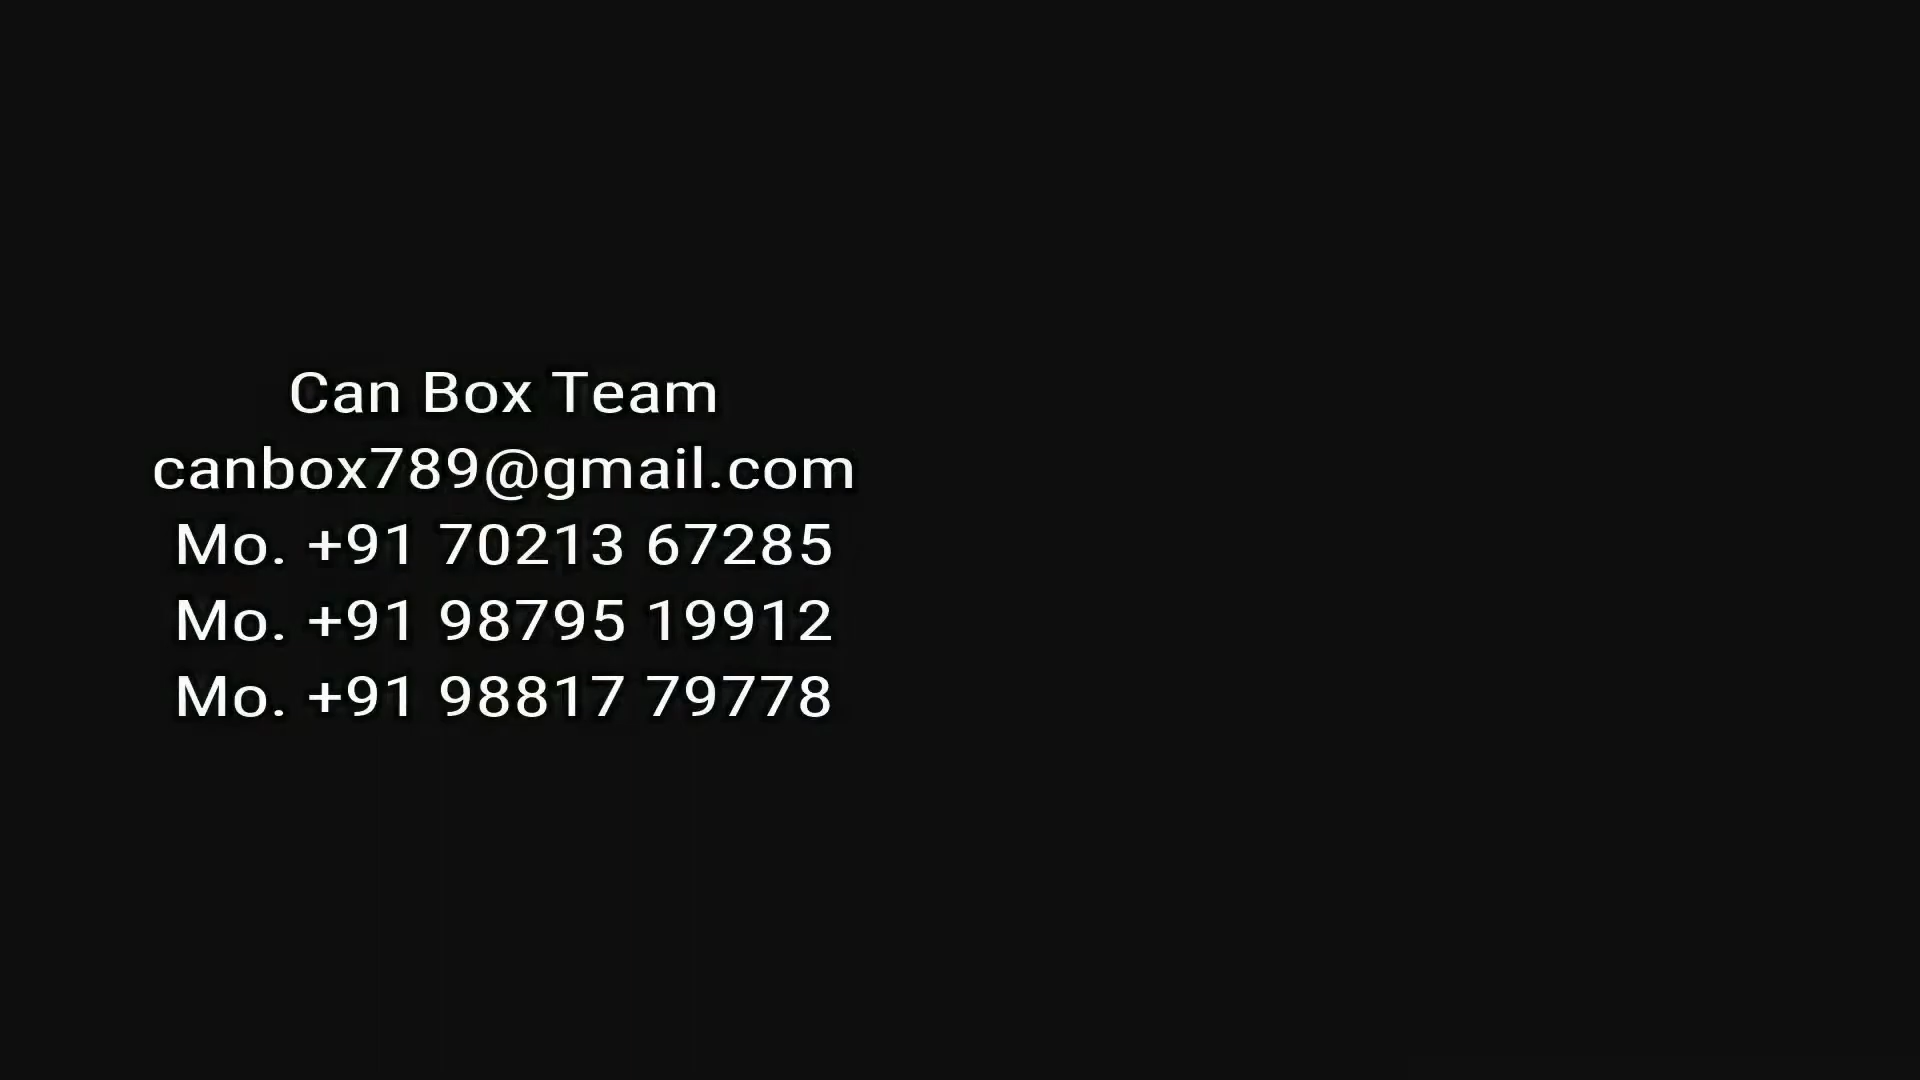 Can Box Team
canbox789@gmail.com
Mo. +91 70213 67285
Mo. +91 98795 19912
Mo. +91 98817 79778